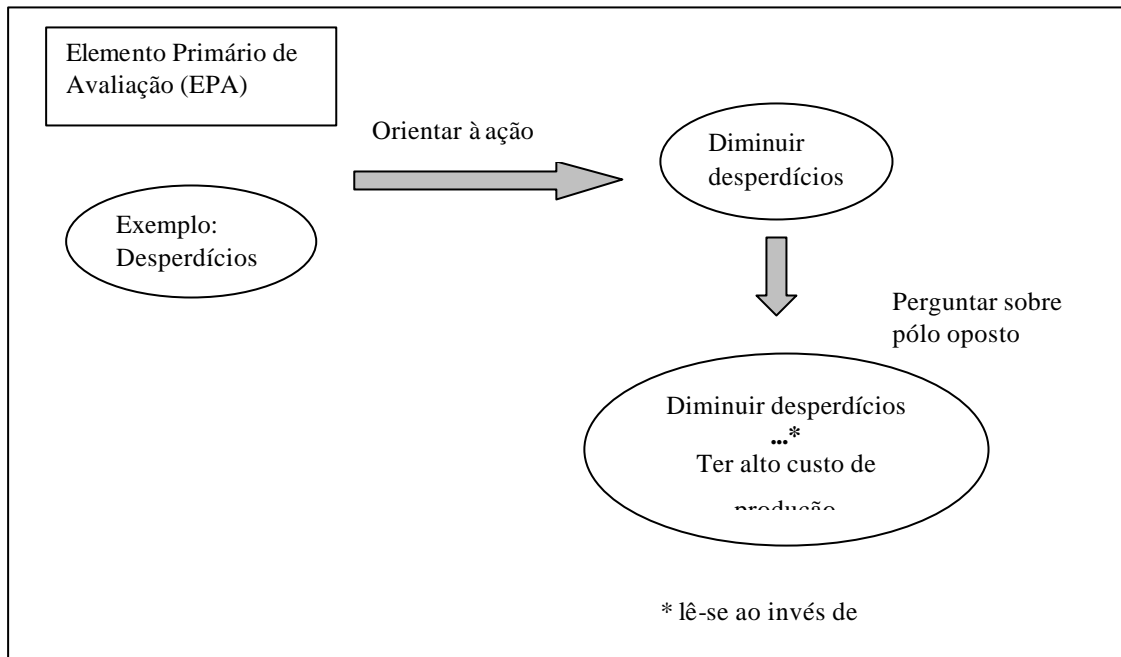 Elemento Primário de
Avaliação (EPA)
Orientar à ação
Diminuir
desperdícios
Exemplo:
Desperdícios
Perguntar sobre
pólo oposto
Diminuir desperdícios
...*
Ter alto custo de
produção
* lê-se ao invés de